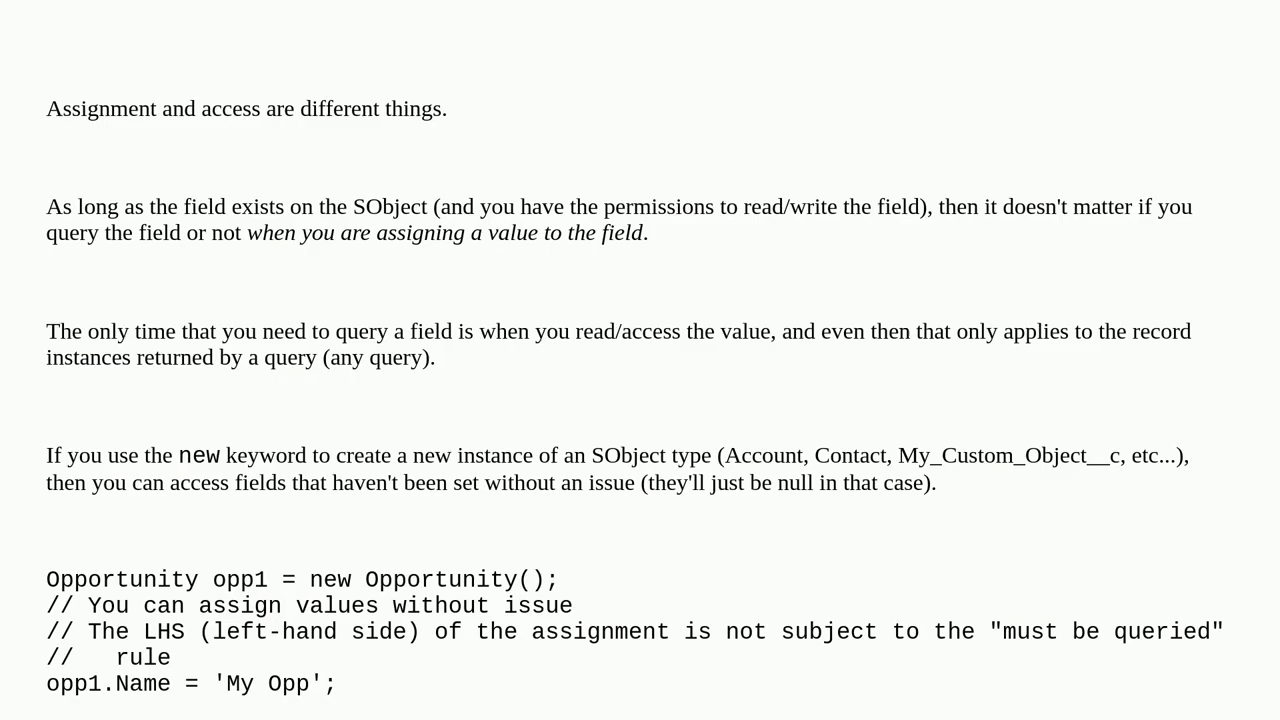 Assignment and access are different things.
As long as the field exists on the SObject (and you have the permissions to read/write the field), then it doesn't matter if you
query the field or not when you are assigning a value to the field.
The only time that you need to query a field is when you read/access the value, and even then that only applies to the record
instances returned by a query (any query).
If you use the new keyword to create a new instance of an SObject type (Account, Contact, My_Custom_Object__c, etc...),
then you can access fields that haven't been set without an issue (they'll just be null in that case).
Opportunity opp1 = new Opportunity();
// You can assign values without issue
// The LHS (left-hand side) of the assignment is not subject to the "must be queried"
//   rule
opp1.Name = 'My Opp';